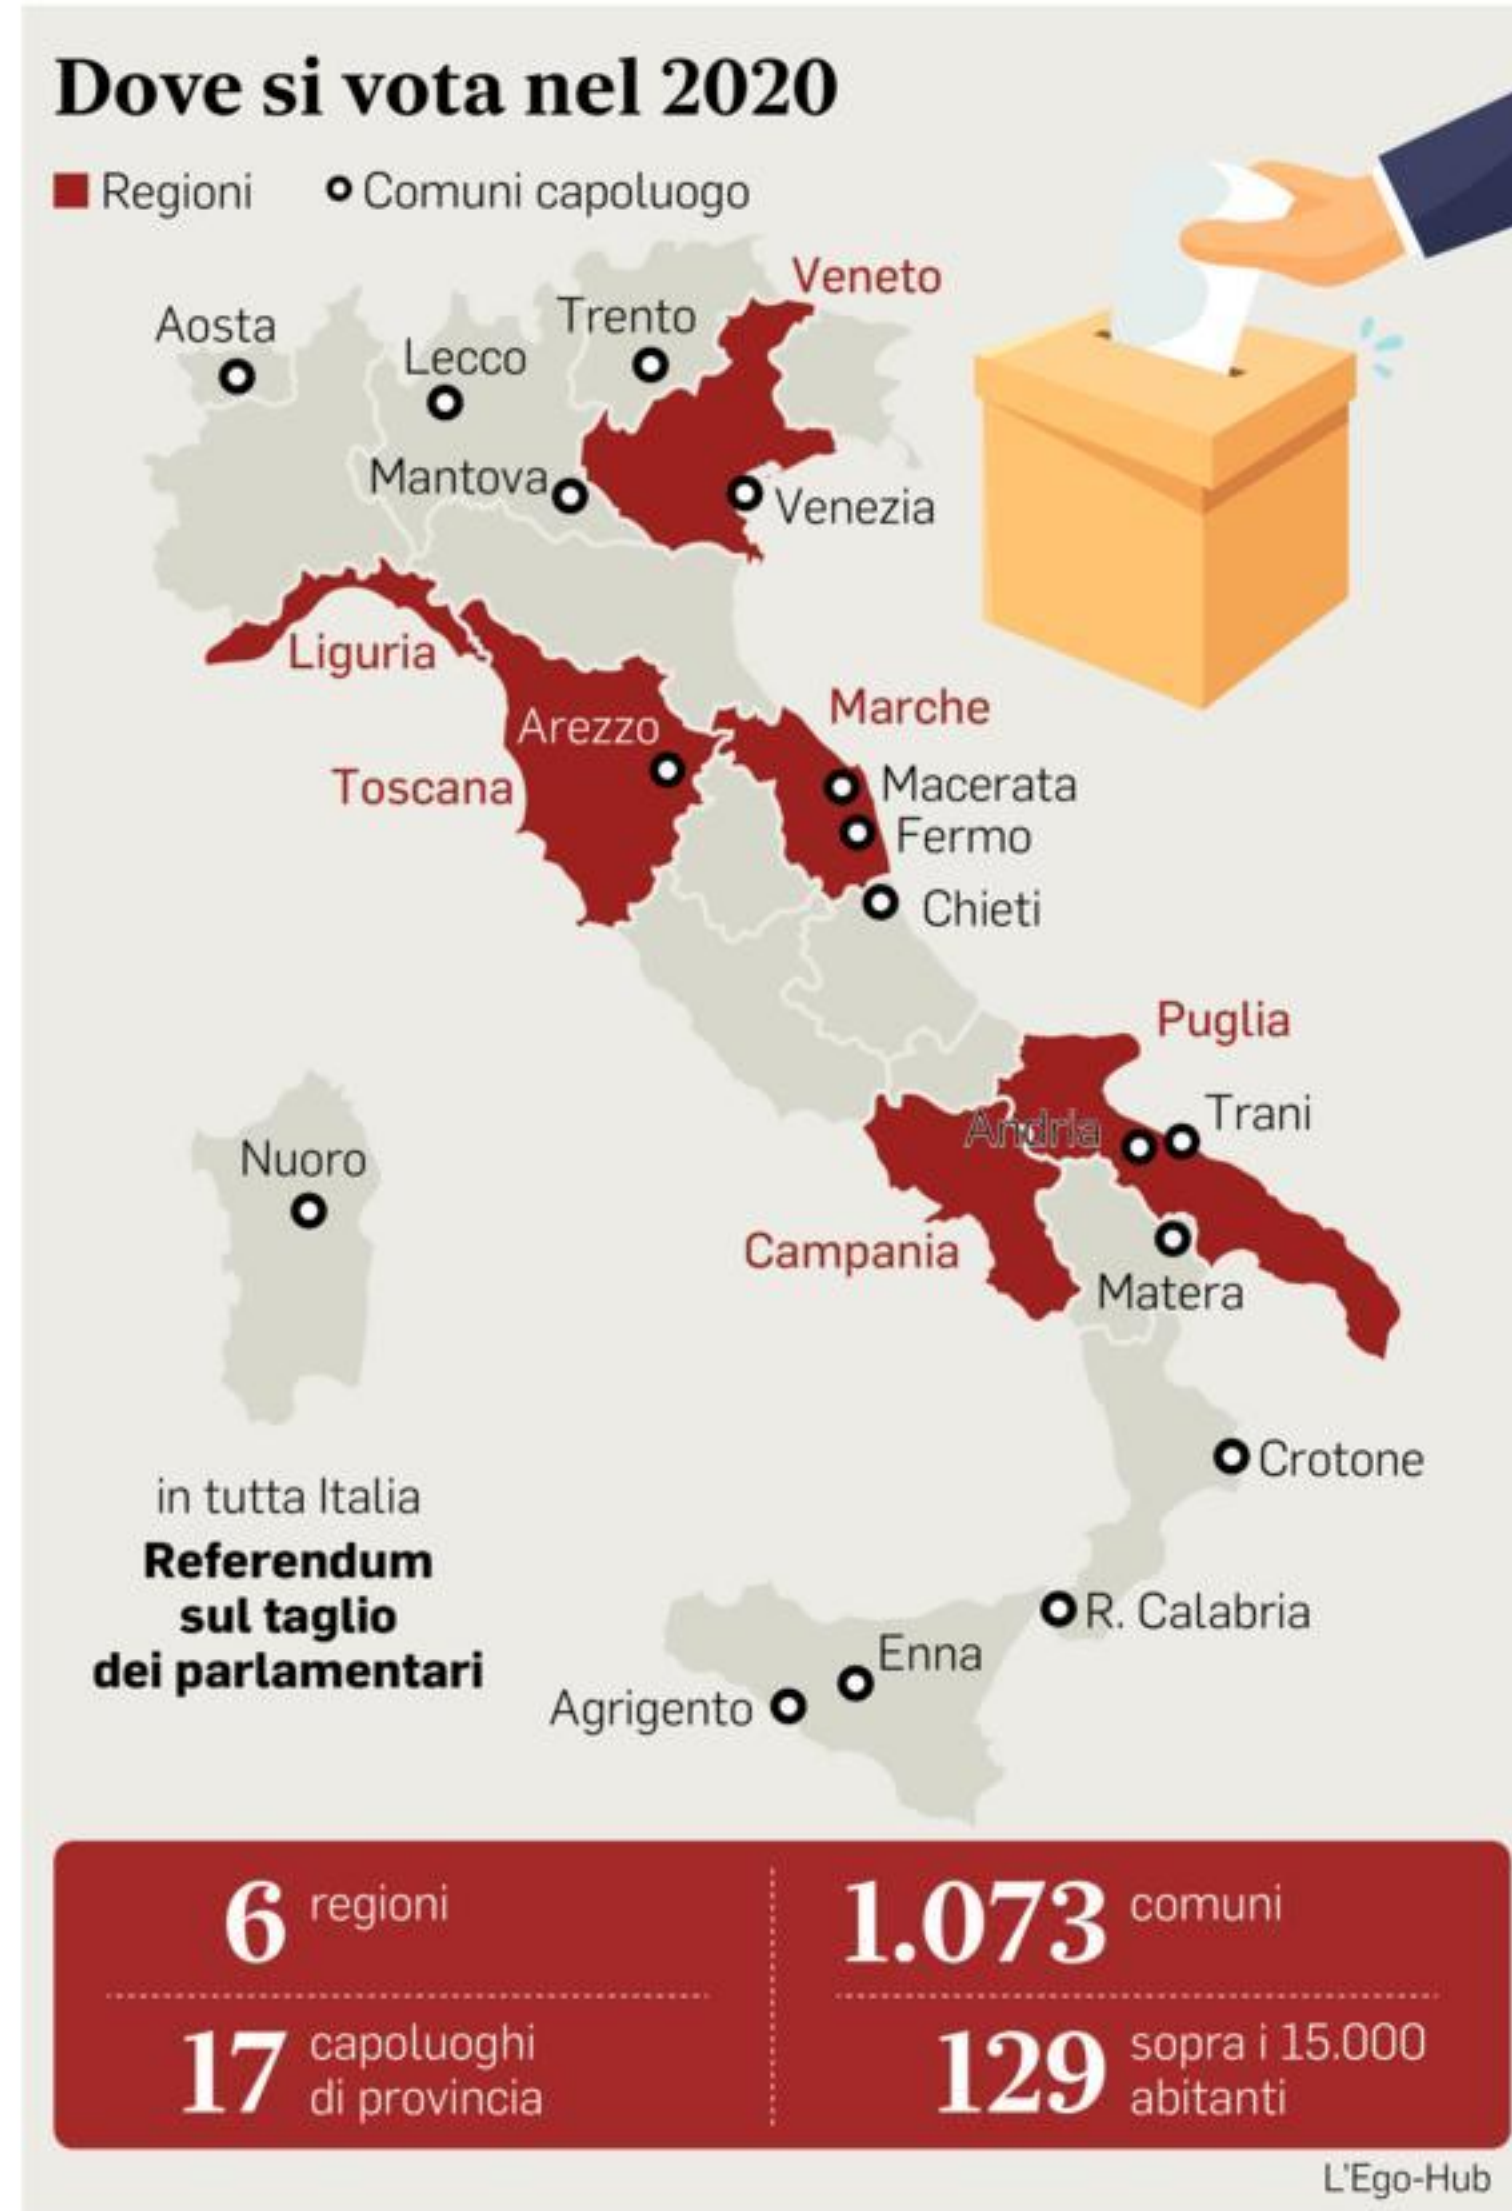 Dove si vota nel 2020
Regioni
Comuni capoluogo
Veneto
Aosta
Trento
Lecco
Mantova
Venezia
Liguria
Marche
Arezzo
Toscana
Macerata
Fermo
Chieti
Puglia
Trani
Andria
Nuoro
Campania
Matera
Crotone
in tutta Italia
Referendum
sul taglio
dei parlamentari
R. Calabria
Enna
Agrigento
6 regioni
1.073 comuni
17 capoluoghi
di provincia
129 sopra i 15.000
abitanti
L'Ego-Hub